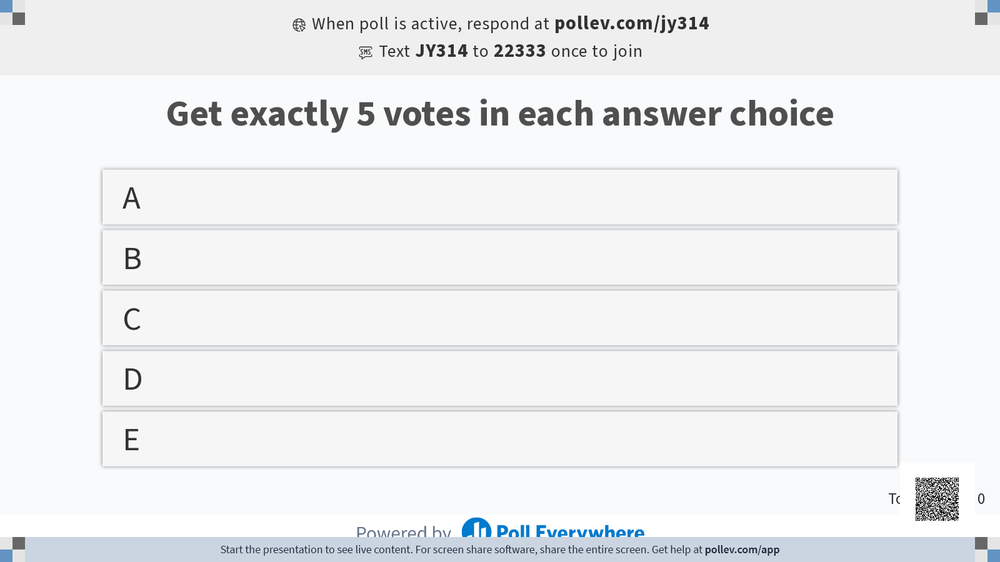 When poll is active, respond at pollev.com/jy314
SMS Text JY314 to 22333 once to join
Get exactly 5 votes in each answer choice
A
B
C
D
E
0
Powered by Poll Everywhere
Start the presentation to see live content. For screen share software, share the entire screen. Get help at pollev.com/app